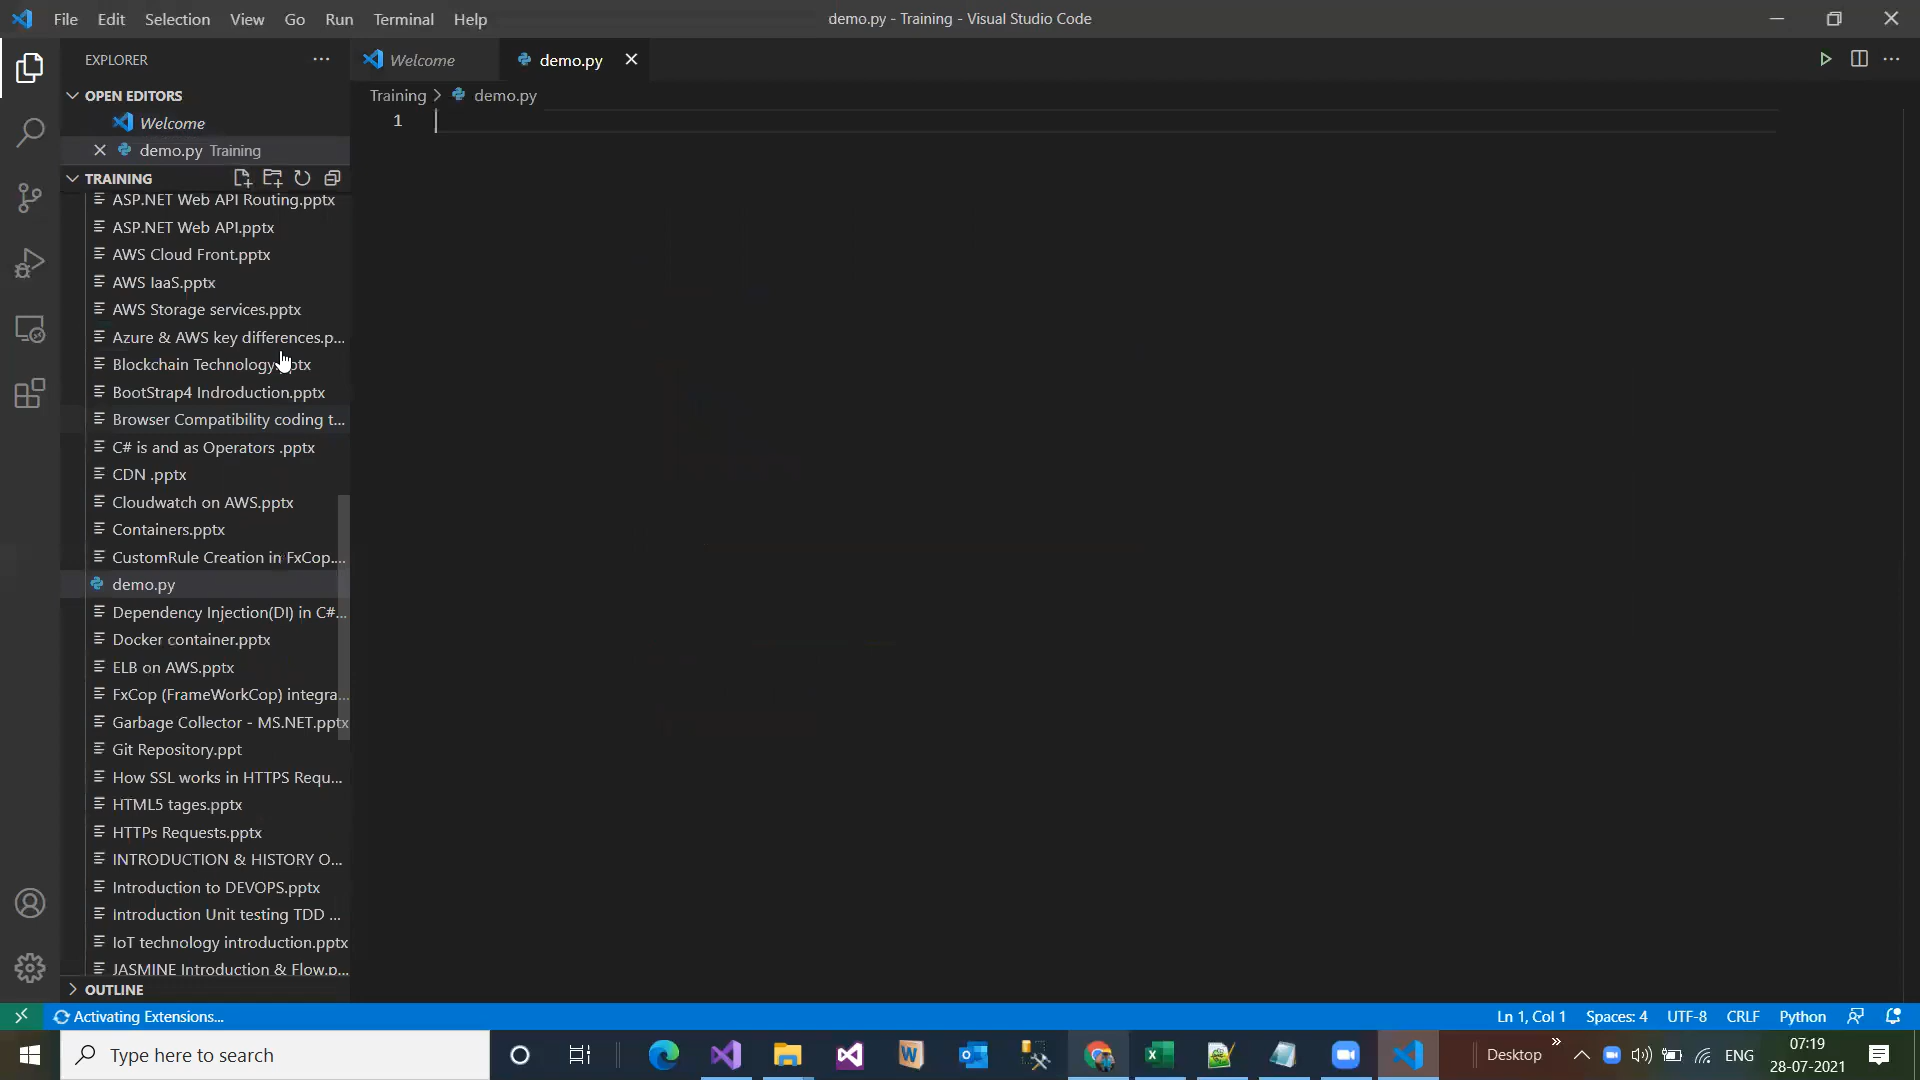 File Edit Selection View Go Run Terminal Help
demo.py - Training - Visual Studio Code
EXPLORER
Welcome
demo.py
OPEN EDITORS
Welcome
demo.py Training
TRAINING
Training > demo.py
1
ASP.NET Web API Routing.pptx
ASP.NET Web API.pptx
AWS Cloud Front.pptx
AWS IaaS.pptx
AWS Storage services.pptx
Azure & AWS key differences.p...
Blockchain Technology.pptx
BootStrap4 Indroduction.pptx
Browser Compatibility coding t...
C# is and as Operators .pptx
CDN .pptx
Cloudwatch on AWS.pptx
Containers.pptx
CustomRule Creation in FxCop....
demo.py
Dependency Injection(DI) in C#...
Docker container.pptx
ELB on AWS.pptx
FxCop (FrameWorkCop) integra...
Garbage Collector - MS.NET.pptx
Git Repository.ppt
How SSL works in HTTPS Requ...
HTML5 tages.pptx
HTTPs Requests.pptx
INTRODUCTION & HISTORY O...
Introduction to DEVOPS.pptx
Introduction Unit testing TDD ...
IoT technology introduction.pptx
JASMINE Introduction & Flow.p...
OUTLINE
Activating Extensions...
Ln 1, Col 1 Spaces: 4 UTF-8 CRLF Python
Type here to search
Desktop
ENG
07:19
28-07-2021